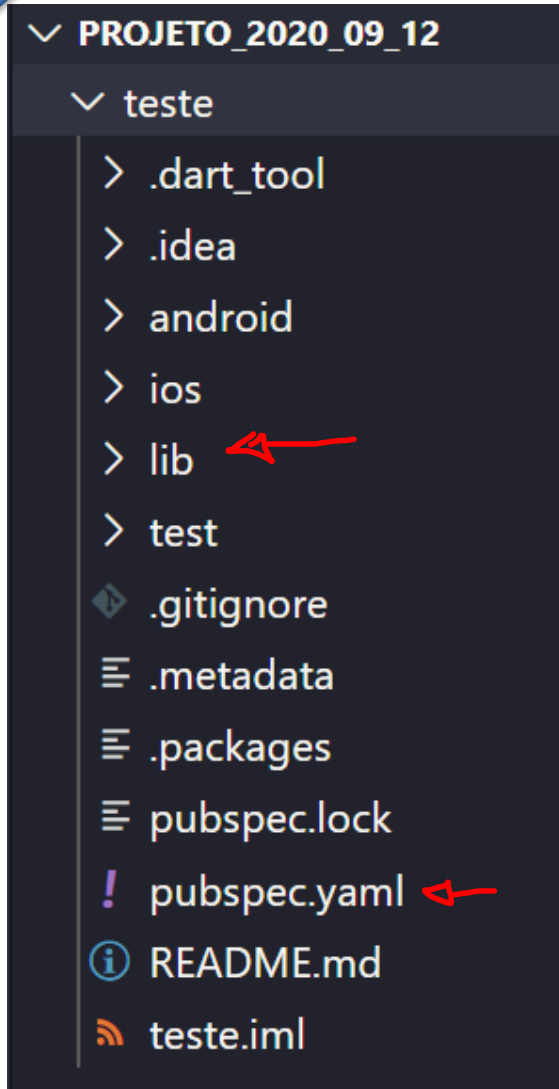 PROJETO_2020_09_12
teste
.dart_tool
.idea
android
ios
lib
test
.gitignore
.metadata
.packages
pubspec.lock
pubspec.yaml
README.md
teste.iml